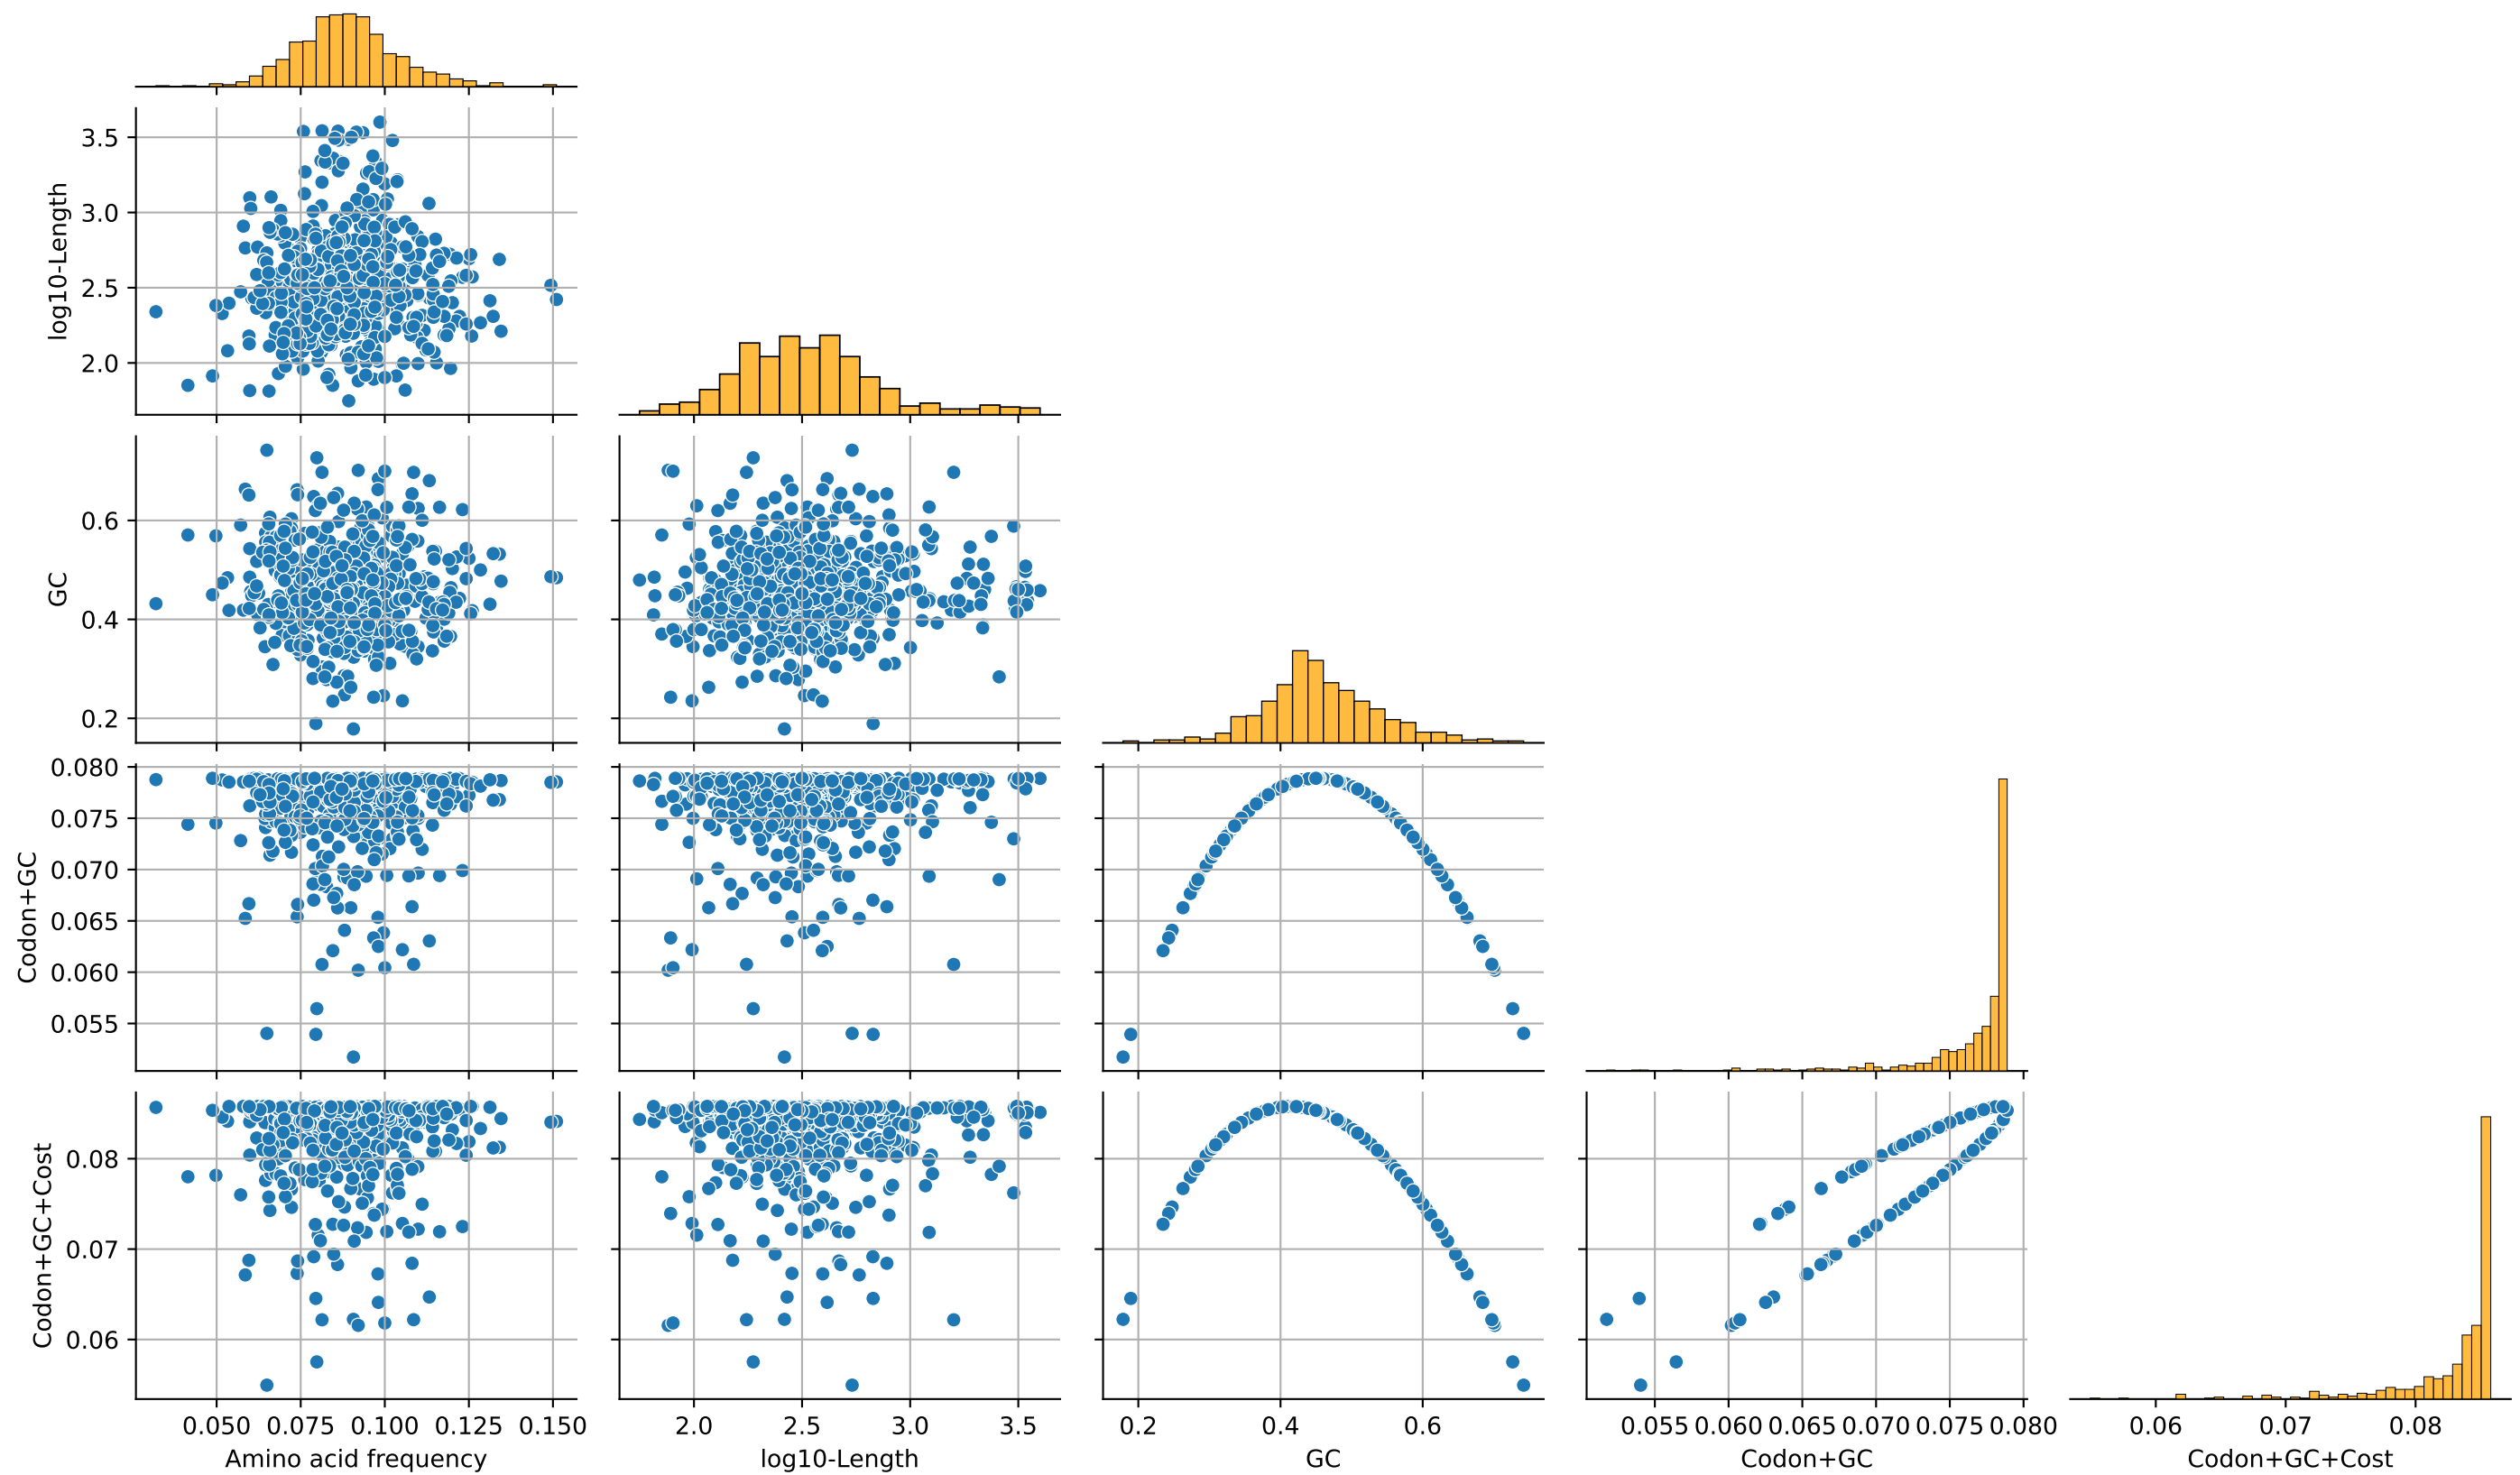 3.5
3.0
2.5
2.0
log10-Length
0.6
0.4
0.2
GC
0.080
0.075
0.070
0.065
0.060
0.055
Codon+GC
0.08
0.07
0.06
Codon+GC+Cost
0.050 0.075 0.100 0.125 0.150
Amino acid frequency
2.0 2.5 3.0 3.5
log10-Length
0.2 0.4 0.6
GC
0.055 0.060 0.065 0.070 0.075 0.080
Codon+GC
0.06 0.07 0.08
Codon+GC+Cost